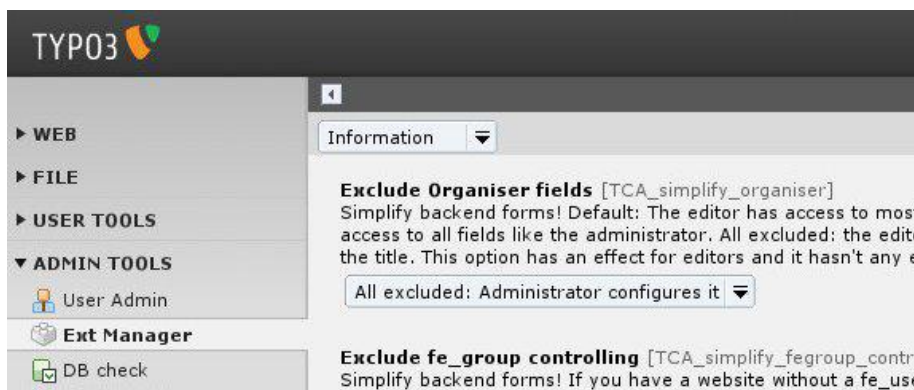 TYPO3
WEB
FILE
USER TOOLS
ADMIN TOOLS
User Admin
Ext Manager
DB check
Information
Exclude Organiser fields [TCA_simplify_organiser]
Simplify backend forms! Default: The editor has access to mos
access to all fields like the administrator. All excluded: the edit
the title. This option has an effect for editors and it hasn't any e
All excluded: Administrator configures it
Exclude fe_group controlling [TCA_simplify_fegroup_contr
Simplify backend forms! If you have a website without a fe_use